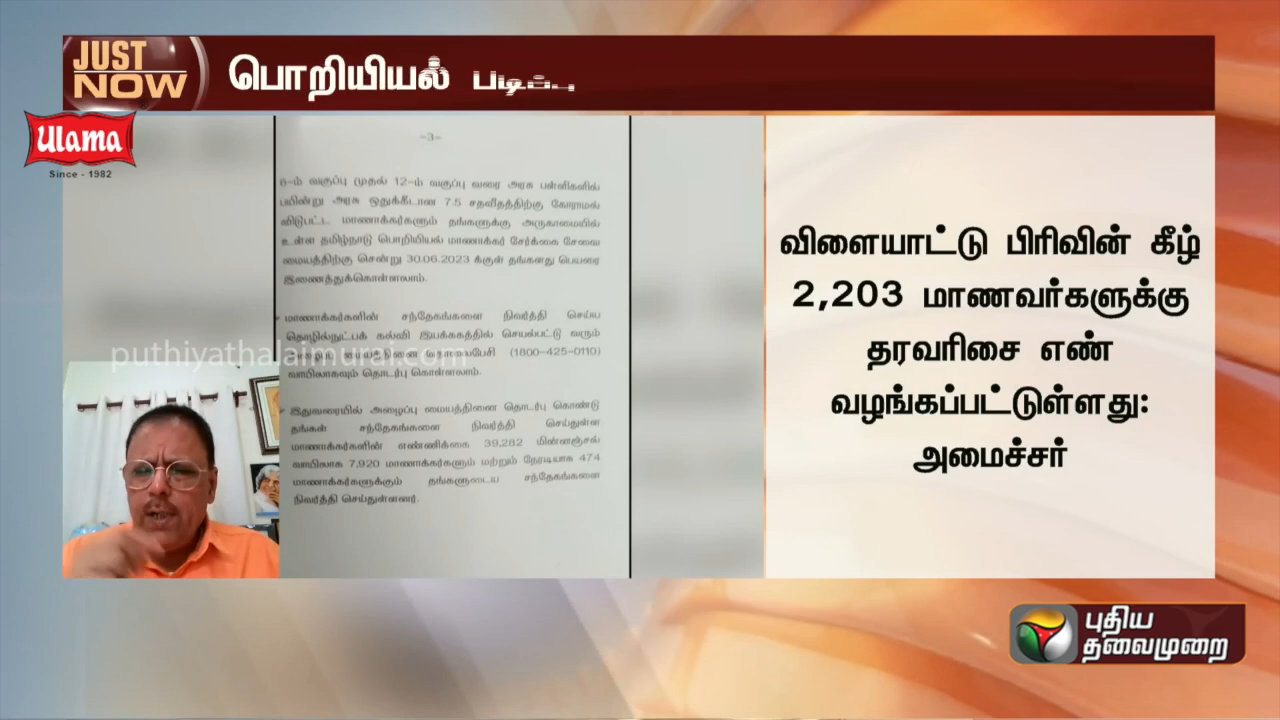 JUST
NOW
பொறியியல்
Ulama
Since - 1982
-3-
6-ம் வகுப்பு முதல் 12-ம் வகுப்பு வரை அரசு பள்ளிகளில்
பயின்று அரசு ஒதுக்கீடான 7.5 சதவீதத்திற்கு கோராமல்
விடுபட்ட மாணாக்கர்களும் தங்களுக்கு அருகாமையில்
உள்ள தமிழ்நாடு பொறியியல் மாணாக்கர் சேர்க்கை சேவை
மையத்திற்கு சென்று 30.06.2023 க்குள் தங்களது பெயரை
இணைத்துக்கொள்ளலாம்.
மாணாக்கர்களின் சந்தேகங்களை நிவர்த்தி செய்ய
தொழில்நுட்பக் கல்வி இயக்ககத்தில் செயல்பட்டு வரும்
அழைப்பு மையத்தினை தொலைபேசி (1800-425-0110)
வாயிலாகவும் தொடர்பு கொள்ளலாம்.
puthiyathalaimurai.com
இதுவரையில் அழைப்பு மையத்தினை தொடர்பு கொண்டு
தங்கள் சந்தேகங்களை நிவர்த்தி செய்துள்ள
மாணாக்கர்களின் எண்ணிக்கை 39,282 மின்னஞ்சல்
வாயிலாக 7,920 மாணாக்கர்களும் மற்றும் நேரடியாக 474
மாணாக்கர்களுக்கும் தங்களுடைய சந்தேகங்களை
நிவர்த்தி செய்துள்ளனர்.
விளையாட்டு பிரிவின் கீழ்
2,203 மாணவர்களுக்கு
தரவரிசை எண்
வழங்கப்பட்டுள்ளது:
அமைச்சர்
புதிய
தலைமுறை